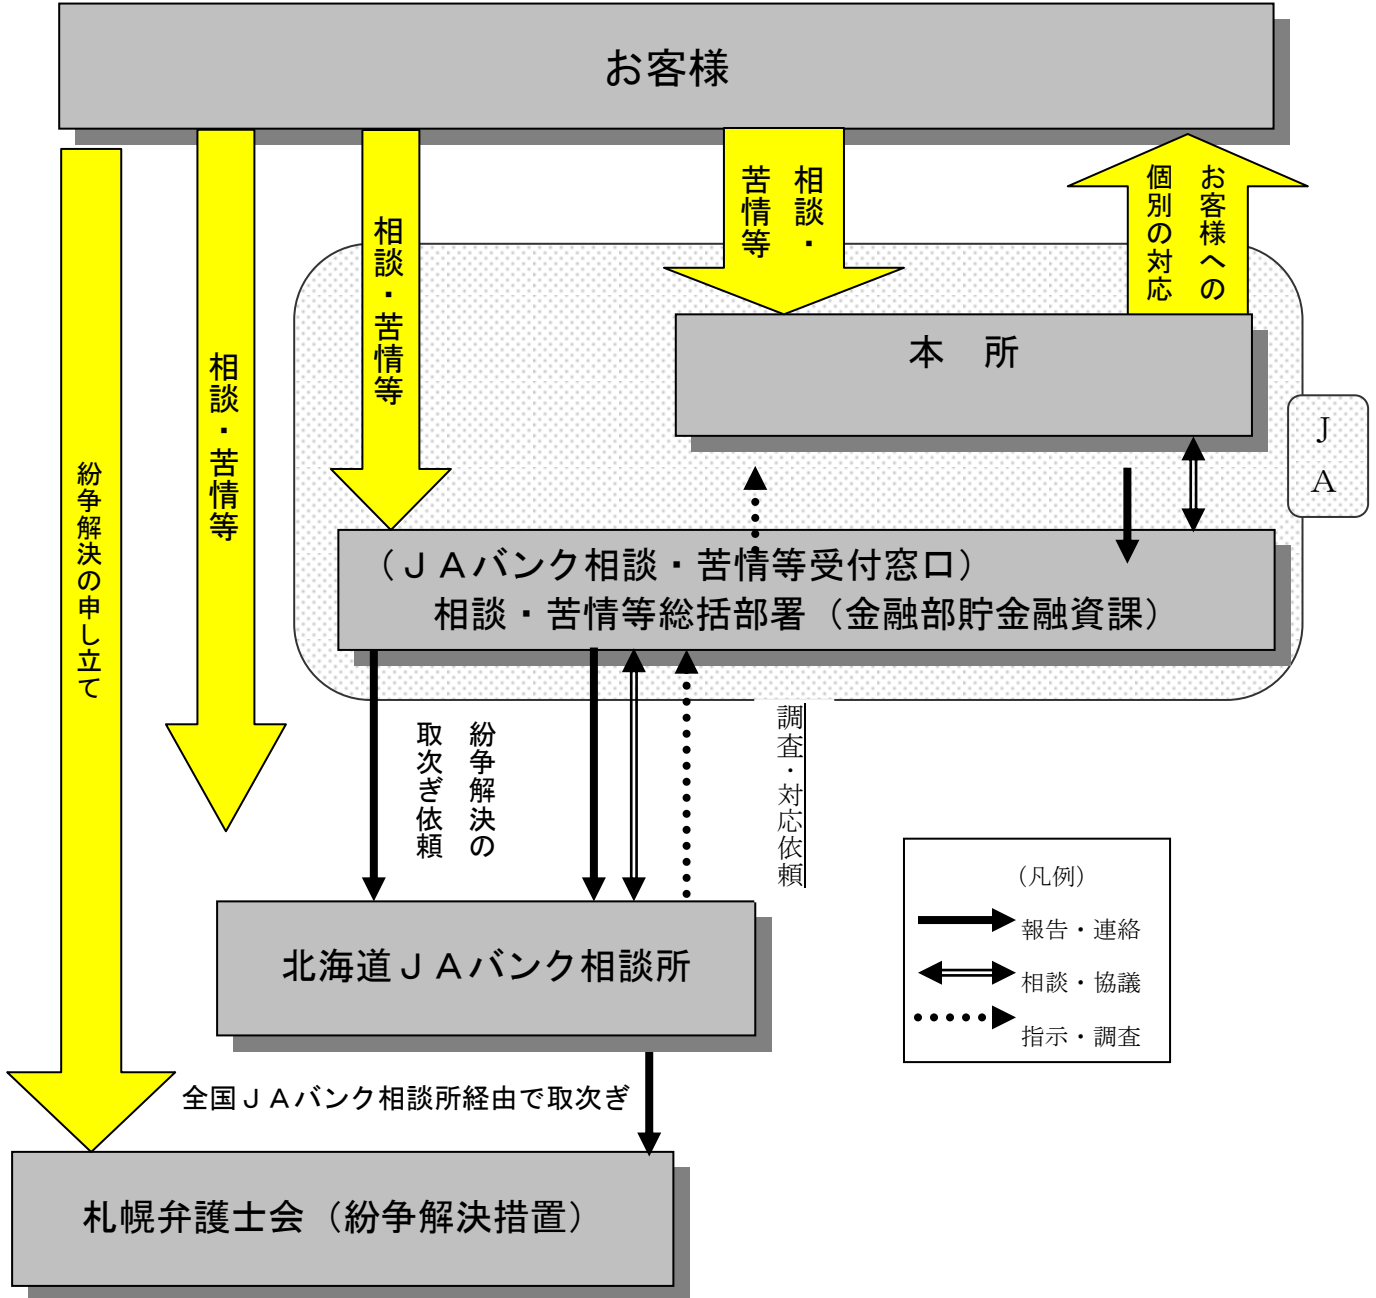 お客様
紛争解決の申し立て
相談・苦情等
相談・苦情等
相談・
苦情等
お客様への
個別の対応
本　所
J
A
（ＪＡバンク相談・苦情等受付窓口）
相談・苦情等総括部署（金融部貯金融資課）
紛争解決の
取次ぎ依頼
調査・対応依頼
北海道ＪＡバンク相談所
（凡例）
報告・連絡
相談・協議
指示・調査
全国ＪＡバンク相談所経由で取次ぎ
札幌弁護士会（紛争解決措置）